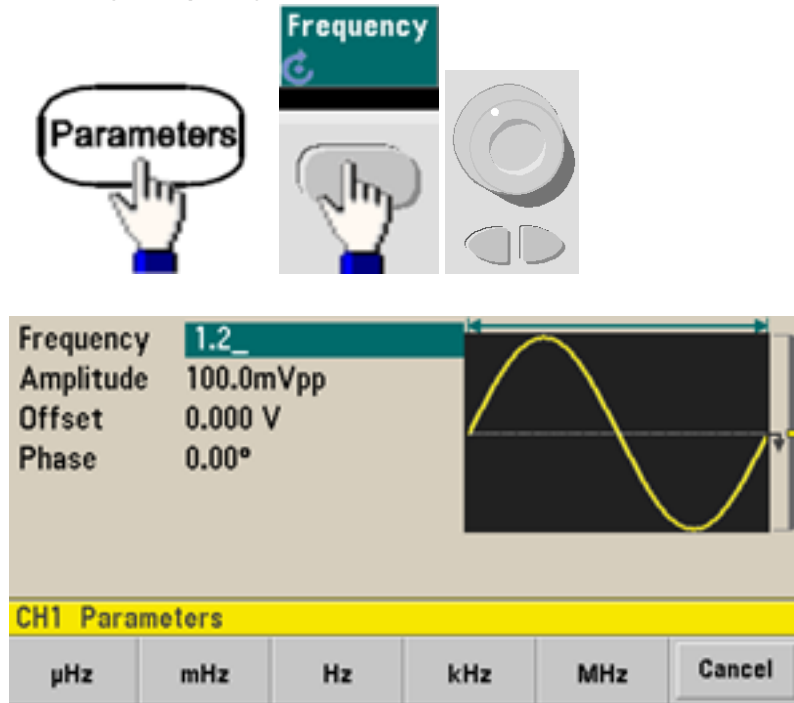 Frequency
Parameters
Frequency 1.2_
Amplitude 100.0mVpp
Offset 0.000 V
Phase 0.00°
CH1 Parameters
µHz mHz Hz kHz MHz Cancel